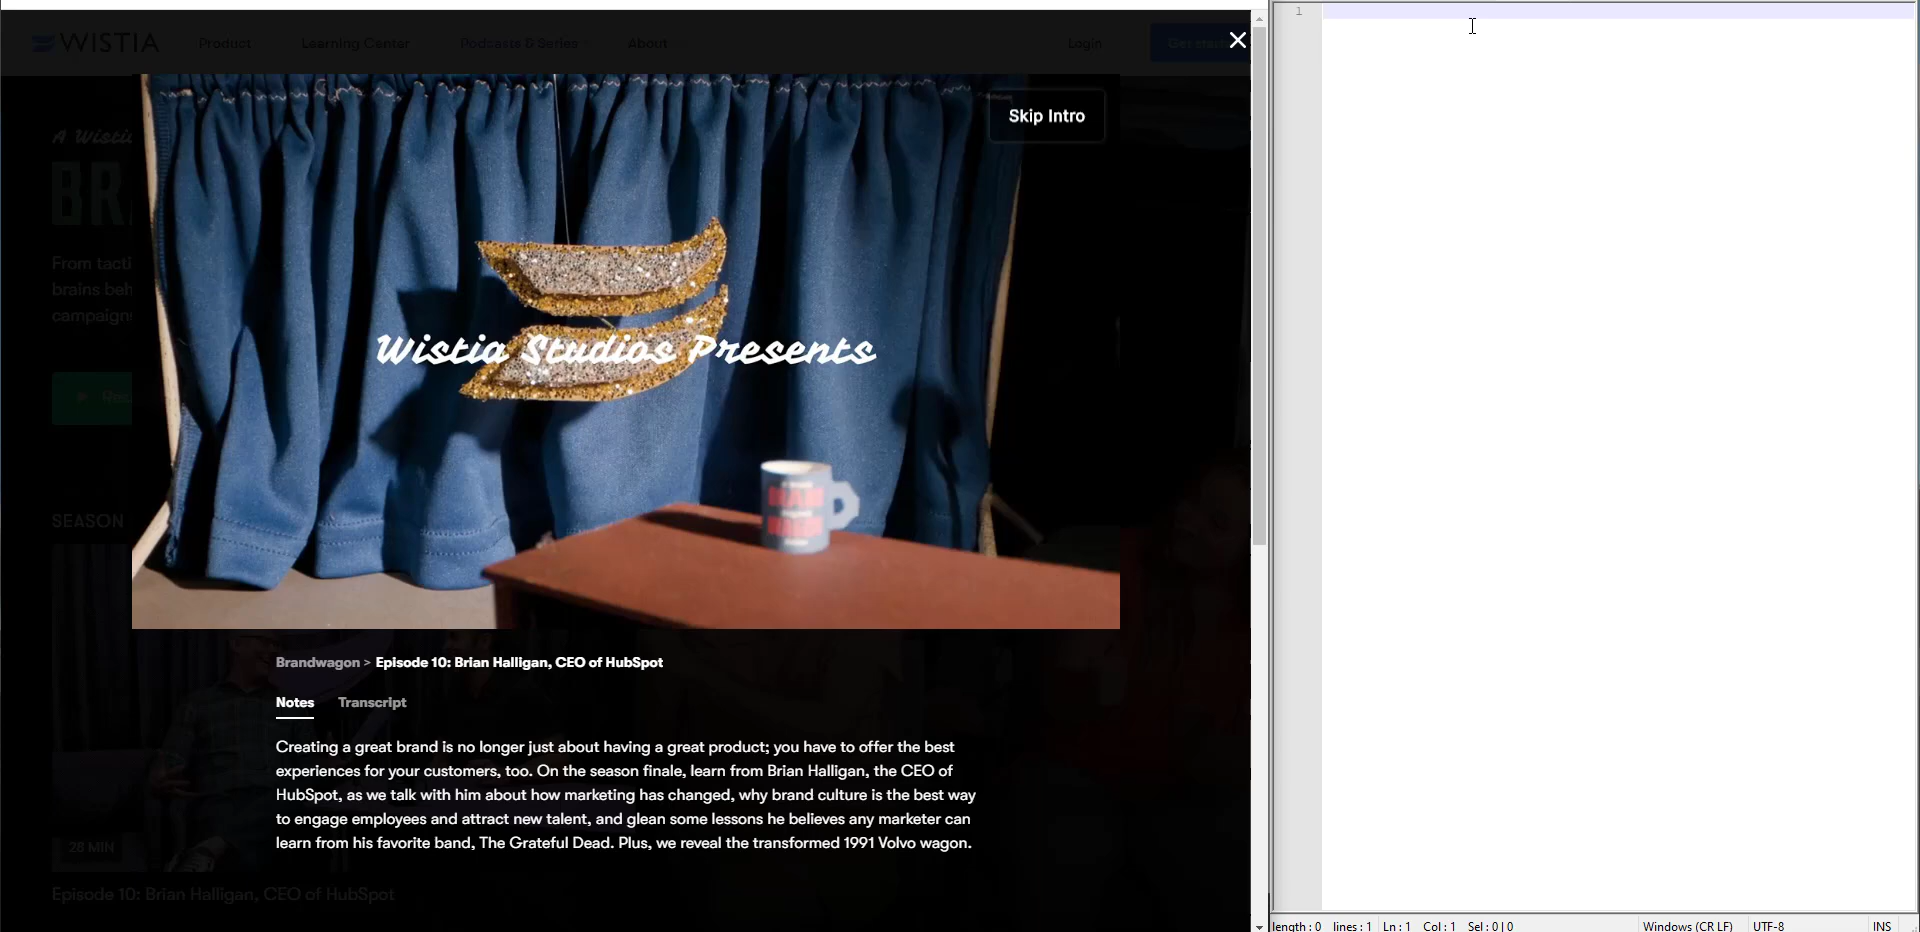 WISTIA
Product
Learning Center
Podcasts & Series
About
Login
Skip Intro
A Wistia
BRA
From tacti
brains beh
campaigns
Wistia Studios Presents
SEASON
Brandwagon > Episode 10: Brian Halligan, CEO of HubSpot
Notes
Transcript
Creating a great brand is no longer just about having a great product; you have to offer the best
experiences for your customers, too. On the season finale, learn from Brian Halligan, the CEO of
HubSpot, as we talk with him about how marketing has changed, why brand culture is the best way
to engage employees and attract new talent, and glean some lessons he believes any marketer can
learn from his favorite band, The Grateful Dead. Plus, we reveal the transformed 1991 Volvo wagon.
28 MIN
Episode 10: Brian Halligan, CEO of HubSpot
1
length : 0 lines : 1 Ln : 1 Col : 1 Sel : 0 | 0 Windows (CR LF) UTF-8 INS